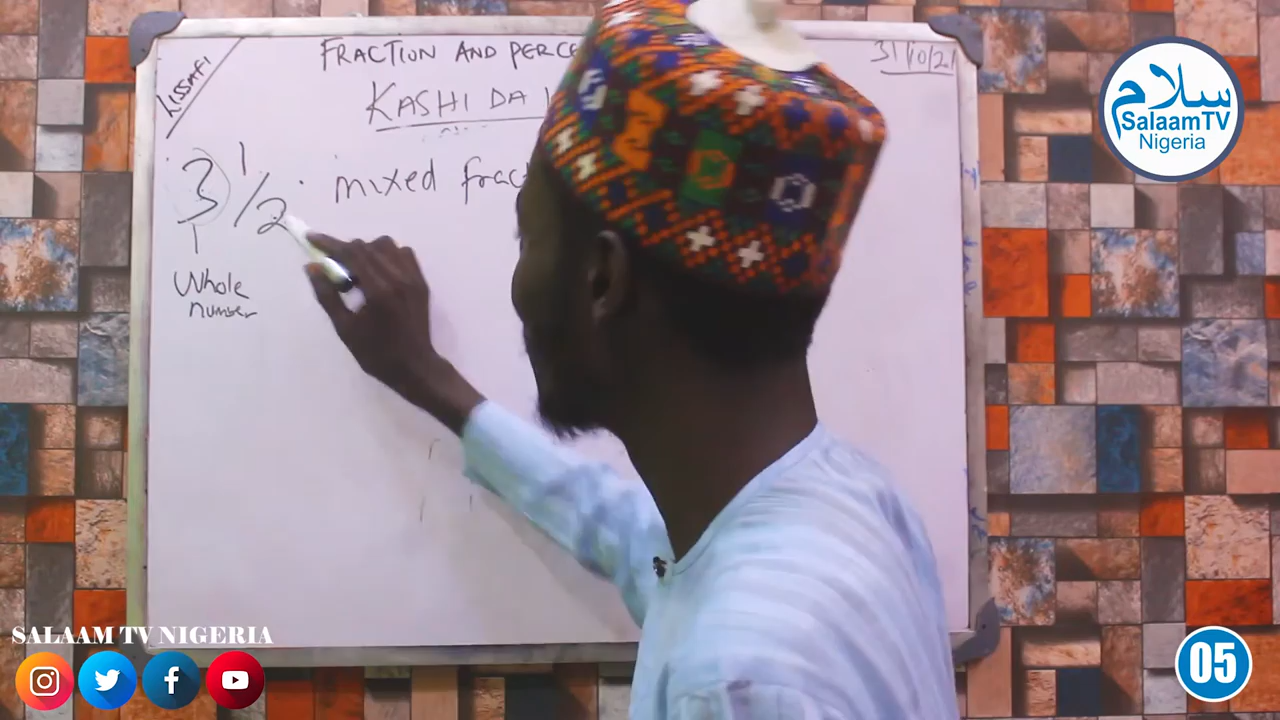 LISSAFI
FRACTION AND PERCE
31/10/21
KASHI DA
3 1/2 mixed frac
Whole
number
سلام
SalaamTV
Nigeria
SALAAM TV NIGERIA
05